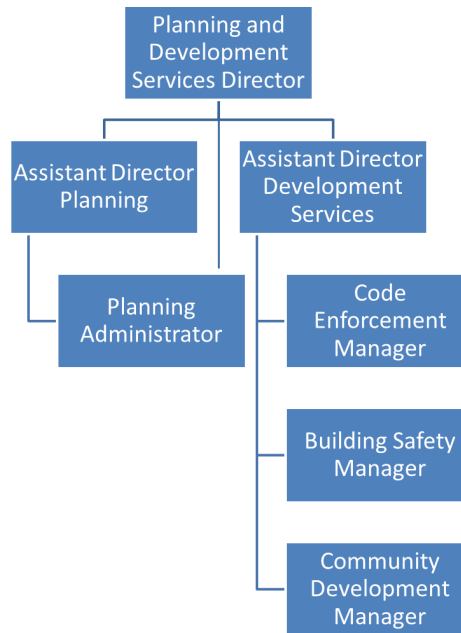 Planning and
Development
Services Director
Assistant Director
Planning
Assistant Director
Development
Services
Planning
Administrator
Code
Enforcement
Manager
Building Safety
Manager
Community
Development
Manager